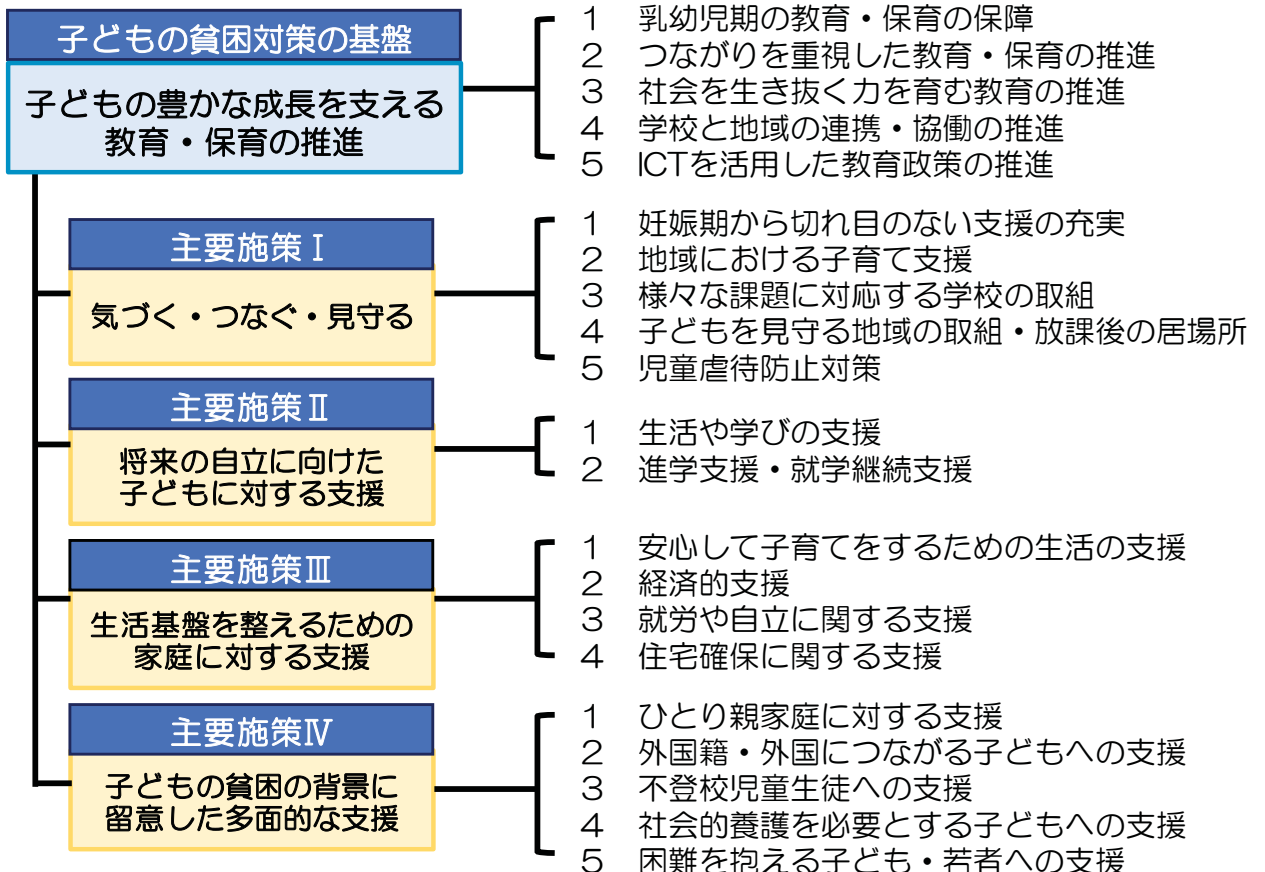 子どもの貧困対策の基盤
子どもの豊かな成長を支える
教育・保育の推進
1 乳幼児期の教育・保育の保障
2 つながりを重視した教育・保育の推進
3 社会を生き抜く力を育む教育の推進
4 学校と地域の連携・協働の推進
5 ICTを活用した教育政策の推進
主要施策Ⅰ
気づく・つなぐ・見守る
1 妊娠期から切れ目のない支援の充実
2 地域における子育て支援
3 様々な課題に対応する学校の取組
4 子どもを見守る地域の取組・放課後の居場所
5 児童虐待防止対策
主要施策Ⅱ
将来の自立に向けた
子どもに対する支援
1 生活や学びの支援
2 進学支援・就学継続支援
主要施策Ⅲ
生活基盤を整えるための
家庭に対する支援
1 安心して子育てをするための生活の支援
2 経済的支援
3 就労や自立に関する支援
4 住宅確保に関する支援
主要施策Ⅳ
子どもの貧困の背景に
留意した多面的な支援
1 ひとり親家庭に対する支援
2 外国籍・外国につながる子どもへの支援
3 不登校児童生徒への支援
4 社会的養護を必要とする子どもへの支援
5 困難を抱える子ども・若者への支援